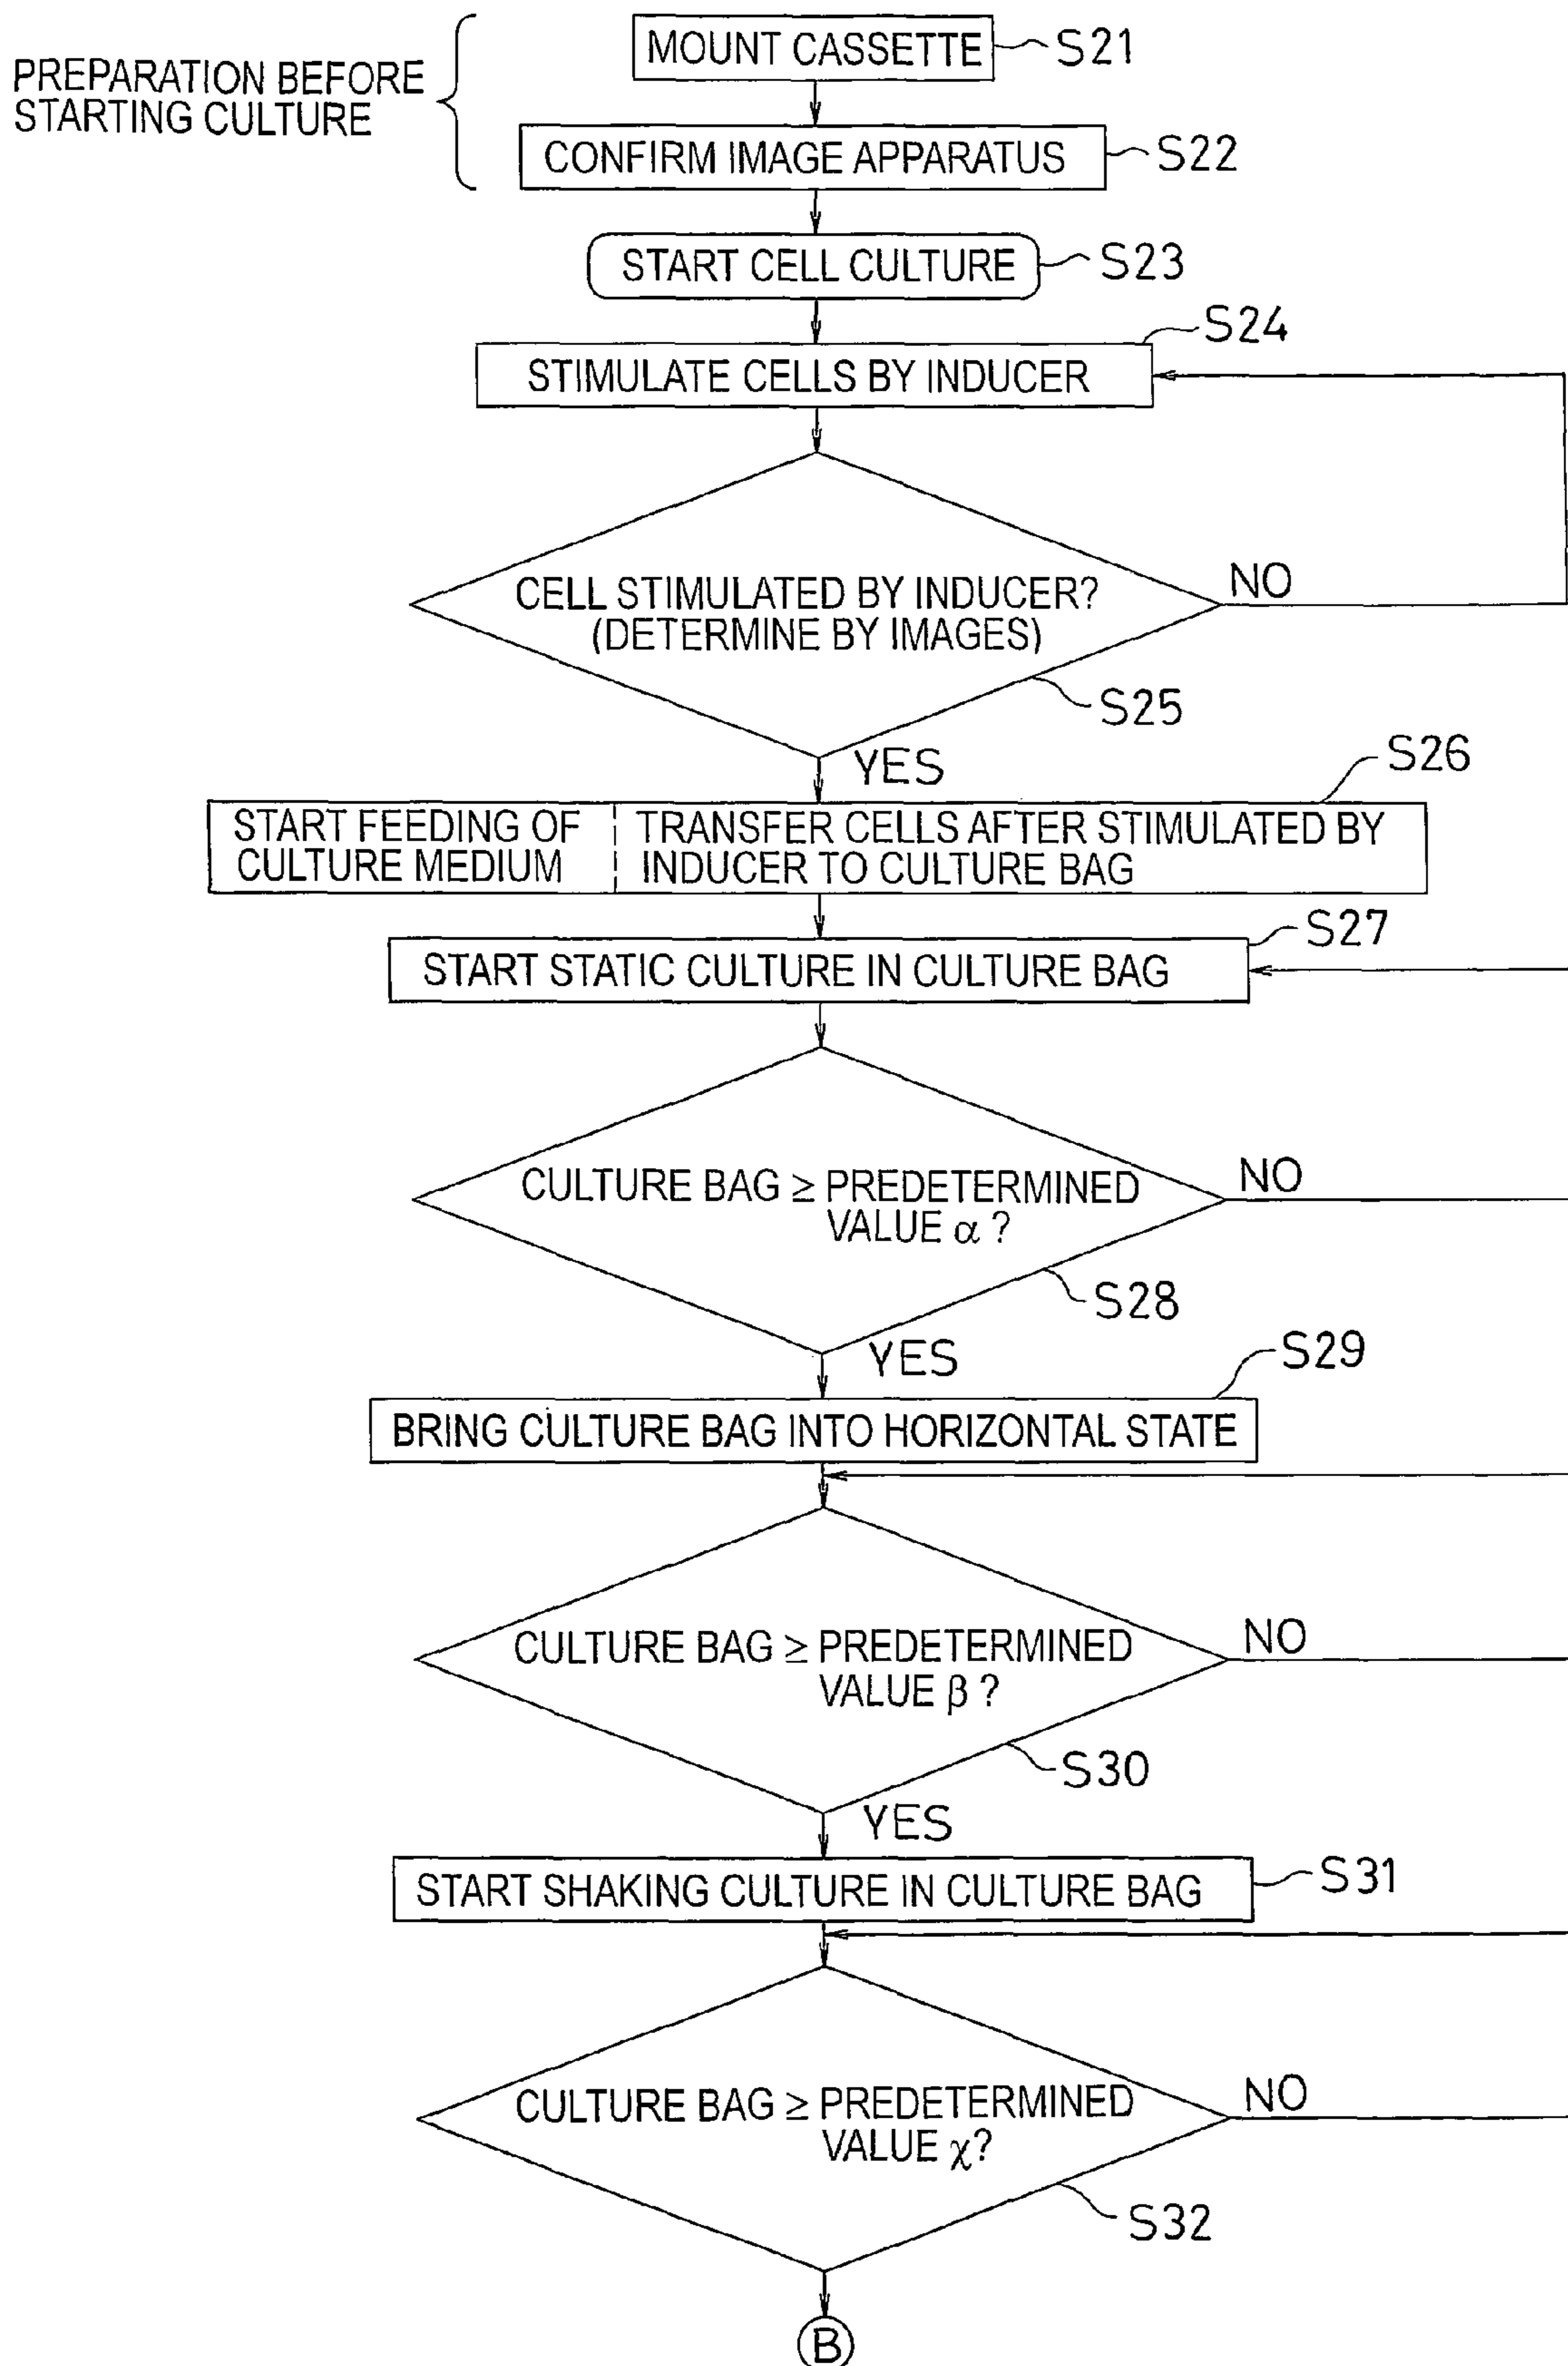 MOUNT CASSETTE
S21
PREPARATION BEFORE
STARTING CULTURE
CONFIRM IMAGE APPARATUS
S22
START CELL CULTURE
S23
S24
STIMULATE CELLS BY INDUCER
CELL STIMULATED BY INDUCER?
(DETERMINE BY IMAGES)
NO
S25
YES
S26
START FEEDING OF
CULTURE MEDIUM
TRANSFER CELLS AFTER STIMULATED BY
INDUCER TO CULTURE BAG
S27
START STATIC CULTURE IN CULTURE BAG
CULTURE BAG ≥ PREDETERMINED
VALUE α ?
NO
S28
YES
S29
BRING CULTURE BAG INTO HORIZONTAL STATE
CULTURE BAG ≥ PREDETERMINED
VALUE β ?
NO
S30
YES
START SHAKING CULTURE IN CULTURE BAG
S31
CULTURE BAG ≥ PREDETERMINED
VALUE χ?
NO
S32
B